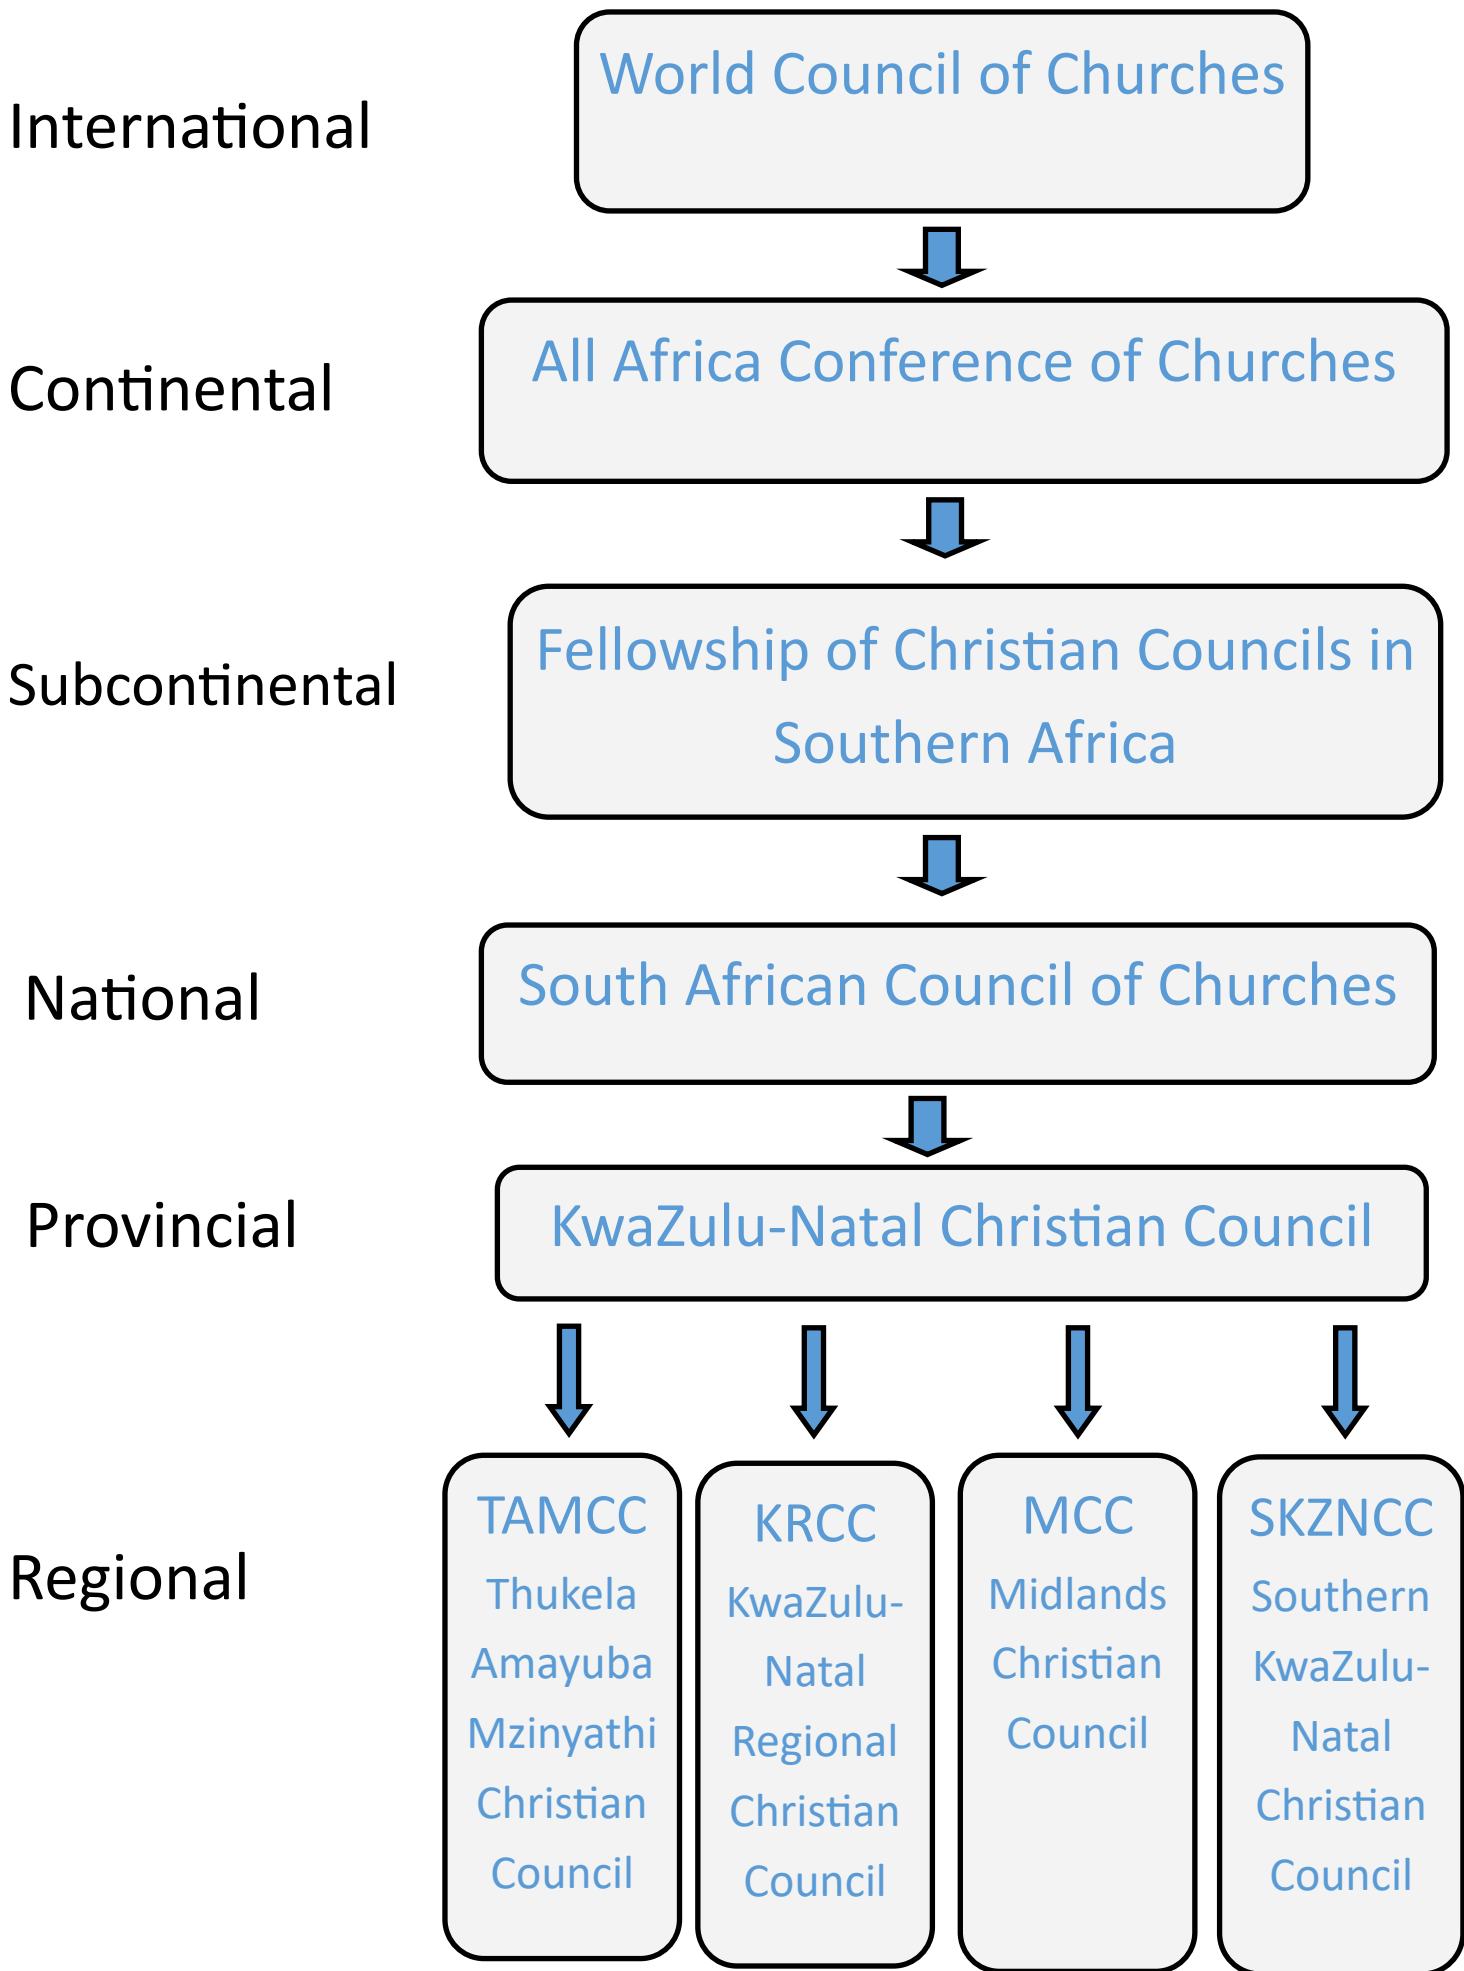 International
World Council of Churches
Continental
All Africa Conference of Churches
Subcontinental
Fellowship of Christian Councils in
Southern Africa
National
South African Council of Churches
Provincial
KwaZulu-Natal Christian Council
Regional
TAMCC
Thukela
Amayuba
Mzinyathi
Christian
Council
KRCC
KwaZulu-
Natal
Regional
Christian
Council
MCC
Midlands
Christian
Council
SKZNCC
Southern
KwaZulu-
Natal
Christian
Council